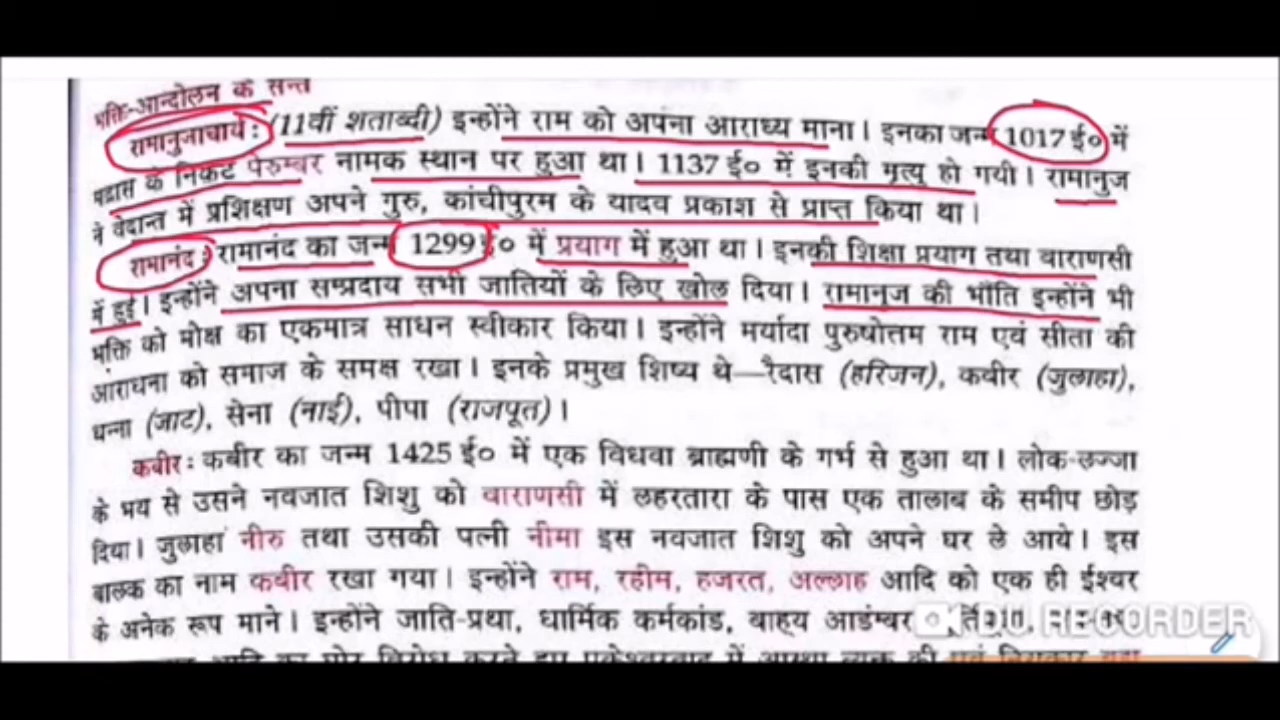 भक्ति-आन्दोलन के सन्त
रामानुजाचार्य : (11वीं शताब्दी) इन्होंने राम को अपना आराध्य माना । इनका जन्म 1017 ई० में
मद्रास के निकट पेरुम्बर नामक स्थान पर हुआ था । 1137 ई० में इनकी मृत्यु हो गयी । रामानुज
ने वेदान्त में प्रशिक्षण अपने गुरु, कांचीपुरम के यादव प्रकाश से प्राप्त किया था ।
रामानंद : रामानंद का जन्म 1299 ई० में प्रयाग में हुआ था । इनकी शिक्षा प्रयाग तथा वाराणसी
में हुई । इन्होंने अपना सम्प्रदाय सभी जातियों के लिए खोल दिया । रामानुज की भाँति इन्होंने भी
भक्ति को मोक्ष का एकमात्र साधन स्वीकार किया । इन्होंने मर्यादा पुरुषोत्तम राम एवं सीता की
आराधना को समाज के समक्ष रखा । इनके प्रमुख शिष्य थे—रैदास (हरिजन), कबीर (जुलाहा),
धन्ना (जाट), सेना (नाई), पीपा (राजपूत) ।
कबीर : कबीर का जन्म 1425 ई० में एक विधवा ब्राह्मणी के गर्भ से हुआ था । लोक-लज्जा
के भय से उसने नवजात शिशु को वाराणसी में लहरतारा के पास एक तालाब के समीप छोड़
दिया । जुलाहा नीरु तथा उसकी पत्नी नीमा इस नवजात शिशु को अपने घर ले आये । इस
बालक का नाम कबीर रखा गया । इन्होंने राम, रहीम, हजरत, अल्लाह आदि को एक ही ईश्वर
के अनेक रूप माने । इन्होंने जाति-प्रथा, धार्मिक कर्मकांड, बाह्य आडंबर,
DU RECORDER